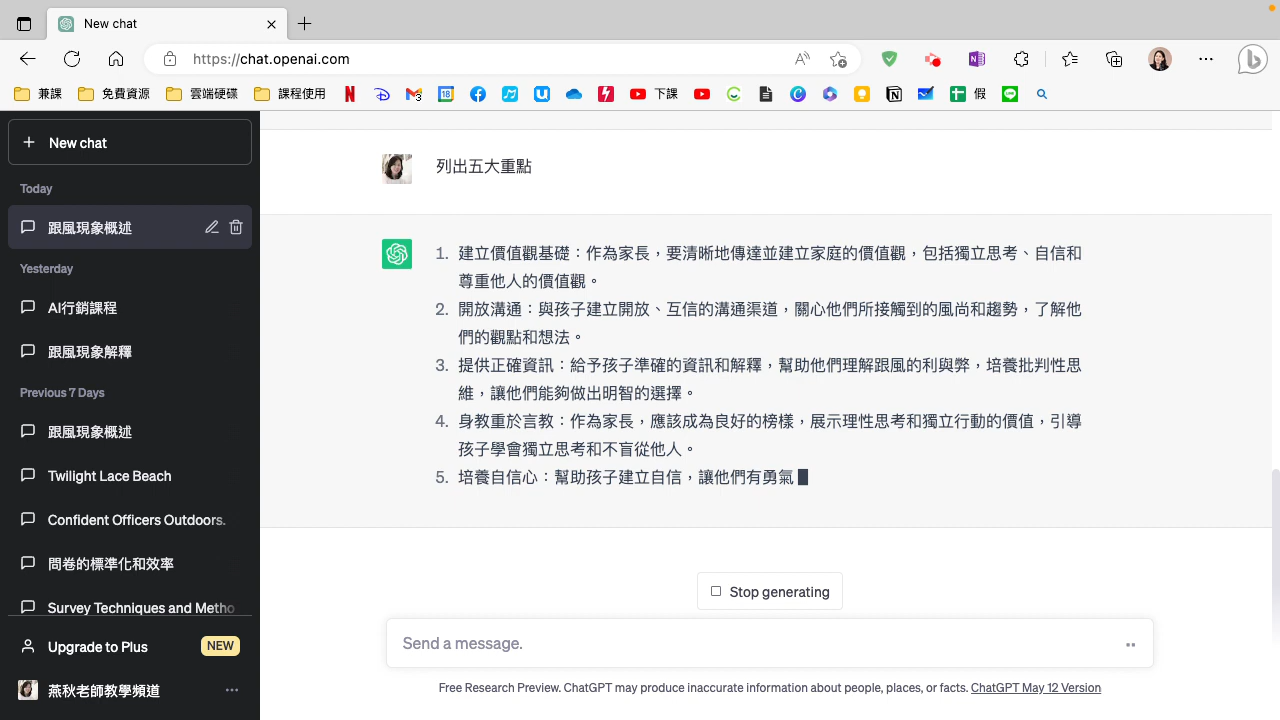 New chat
https://chat.openai.com
兼課
免費資源
雲端硬碟
課程使用
下課
假
New chat
Today
跟風現象概述
Yesterday
AI行銷課程
跟風現象解釋
Previous 7 Days
跟風現象概述
Twilight Lace Beach
Confident Officers Outdoors.
問卷的標準化和效率
Survey Techniques and Metho
Upgrade to Plus NEW
燕秋老師教學頻道
列出五大重點
1. 建立價值觀基礎：作為家長，要清晰地傳達並建立家庭的價值觀，包括獨立思考、自信和
尊重他人的價值觀。
2. 開放溝通：與孩子建立開放、互信的溝通渠道，關心他們所接觸到的風尚和趨勢，了解他
們的觀點和想法。
3. 提供正確資訊：給予孩子準確的資訊和解釋，幫助他們理解跟風的利與弊，培養批判性思
維，讓他們能夠做出明智的選擇。
4. 身教重於言教：作為家長，應該成為良好的榜樣，展示理性思考和獨立行動的價值，引導
孩子學會獨立思考和不盲從他人。
5. 培養自信心：幫助孩子建立自信，讓他們有勇氣
Stop generating
Send a message.
Free Research Preview. ChatGPT may produce inaccurate information about people, places, or facts. ChatGPT May 12 Version